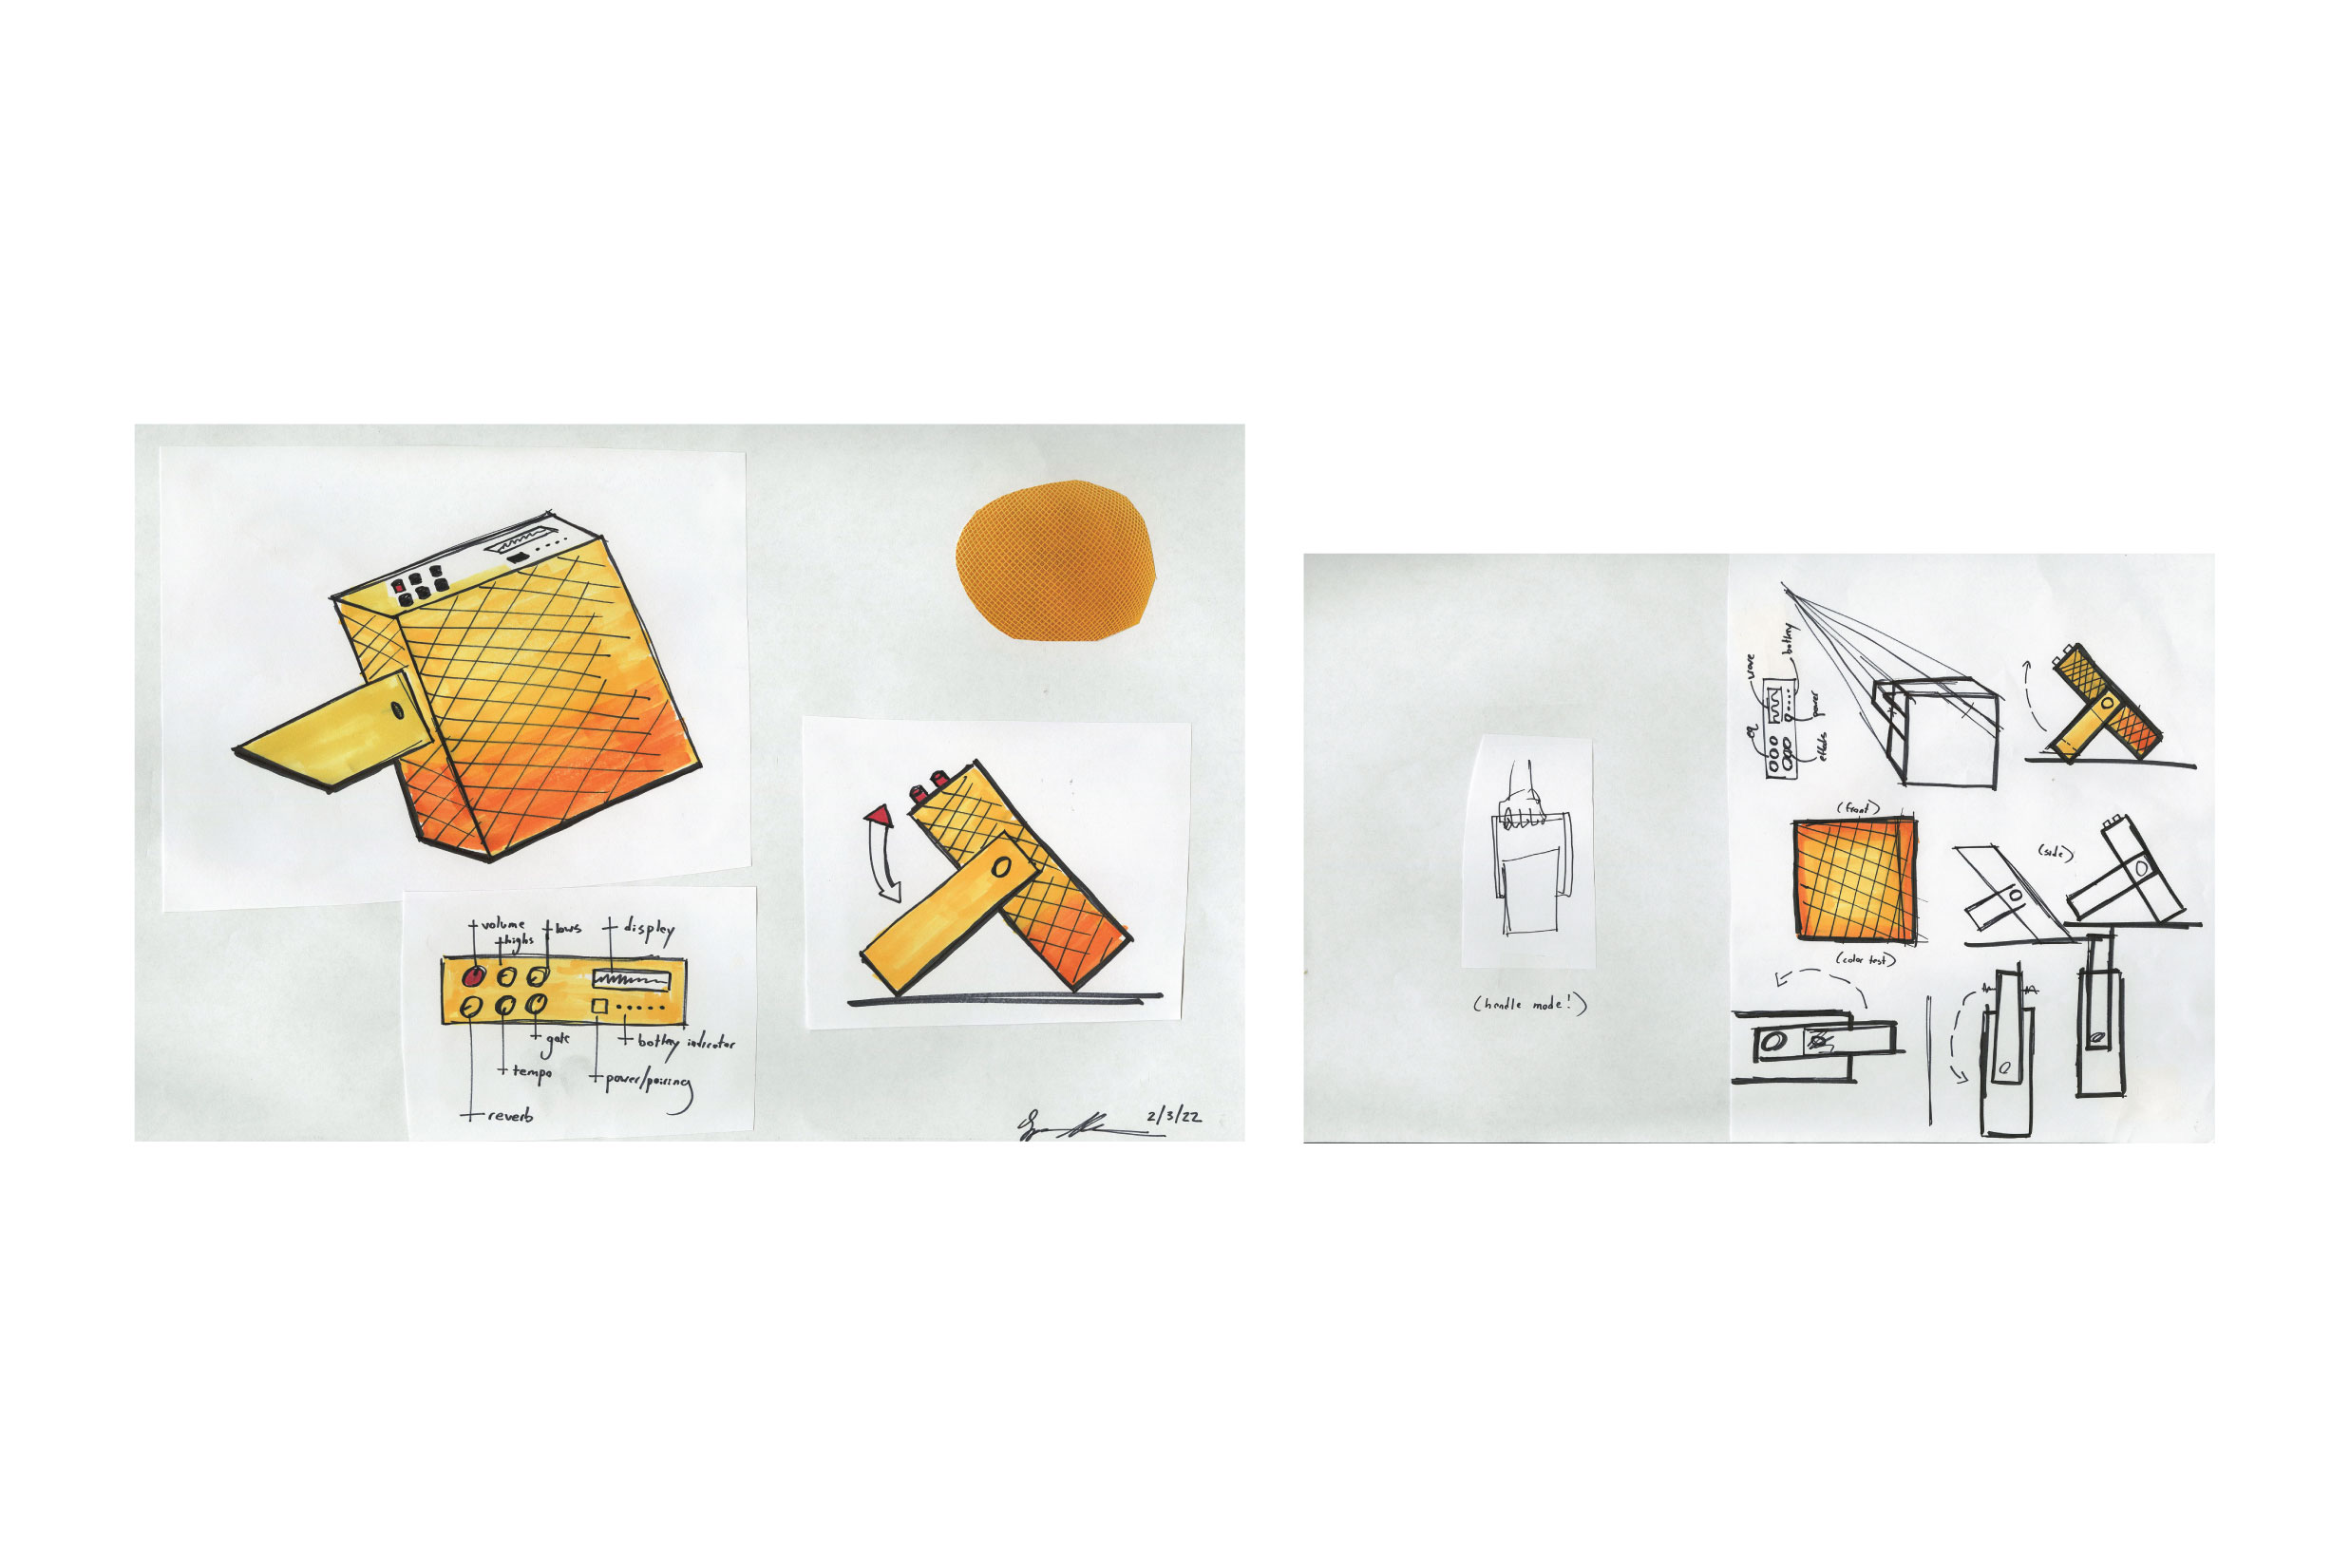 volume
highs
lows
display
gate
battery indicator
tempo
power/pairing
reverb
2/3/22
(handle mode!)
wave
battery
EQ
power
effects
(front)
(side)
(color test)